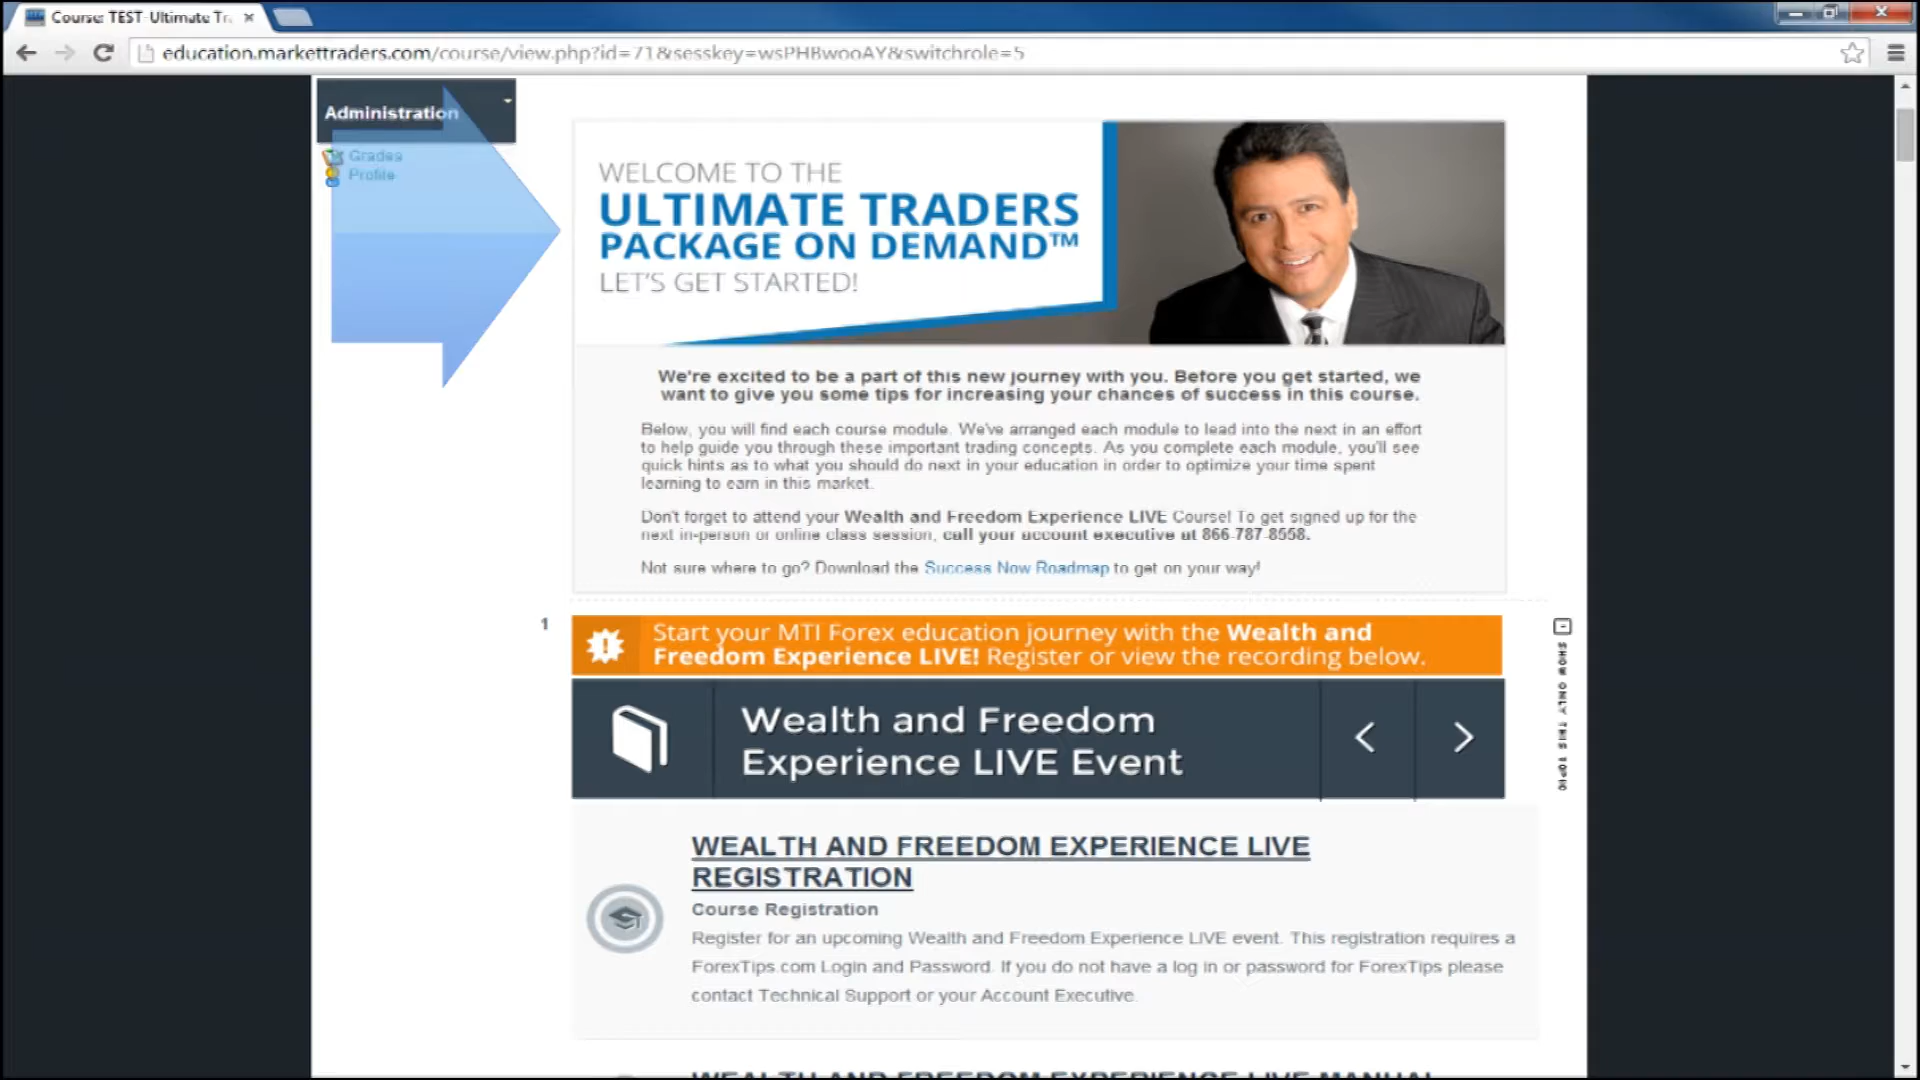 Course: TEST-Ultimate Tr
education.markettraders.com/course/view.php?id=71&sesskey=wsPHBwooAY&switchrole=5
Administration
Grades
Profile
WELCOME TO THE
ULTIMATE TRADERS
PACKAGE ON DEMAND™
LET'S GET STARTED!
We're excited to be a part of this new journey with you. Before you get started, we
want to give you some tips for increasing your chances of success in this course.
Below, you will find each course module. We've arranged each module to lead into the next in an effort
to help guide you through these important trading concepts. As you complete each module, you'll see
quick hints as to what you should do next in your education in order to optimize your time spent
learning to earn in this market.
Don't forget to attend your Wealth and Freedom Experience LIVE Course! To get signed up for the
next in-person or online class session, call your account executive at 866-787-8558.
Not sure where to go? Download the Success Now Roadmap to get on your way!
1
Start your MTI Forex education journey with the Wealth and
Freedom Experience LIVE! Register or view the recording below.
SHOW ONLY THIS TOPIC
Wealth and Freedom
Experience LIVE Event
WEALTH AND FREEDOM EXPERIENCE LIVE
REGISTRATION
Course Registration
Register for an upcoming Wealth and Freedom Experience LIVE event. This registration requires a
ForexTips.com Login and Password. If you do not have a log in or password for ForexTips please
contact Technical Support or your Account Executive.
WEALTH AND FREEDOM EXPERIENCE LIVE MANUAL